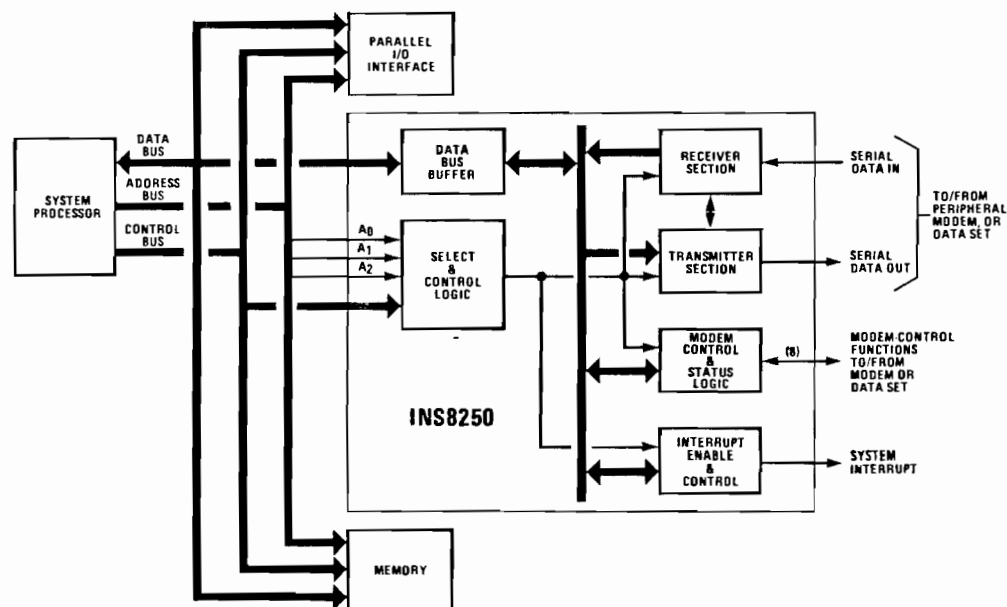 PARALLEL
I/O
INTERFACE
SYSTEM
PROCESSOR
DATA
BUS
ADDRESS
BUS
CONTROL
BUS
DATA
BUS
BUFFER
A0
A1
A2
SELECT
&
CONTROL
LOGIC
INS8250
RECEIVER
SECTION
TRANSMITTER
SECTION
MODEM
CONTROL
&
STATUS
LOGIC
INTERRUPT
ENABLE
&
CONTROL
SERIAL
DATA IN
TO/FROM
PERIPHERAL
MODEM, OR
DATA SET
SERIAL
DATA OUT
(8)
MODEM-CONTROL
FUNCTIONS
TO/FROM
MODEM OR
DATA SET
SYSTEM
INTERRUPT
MEMORY